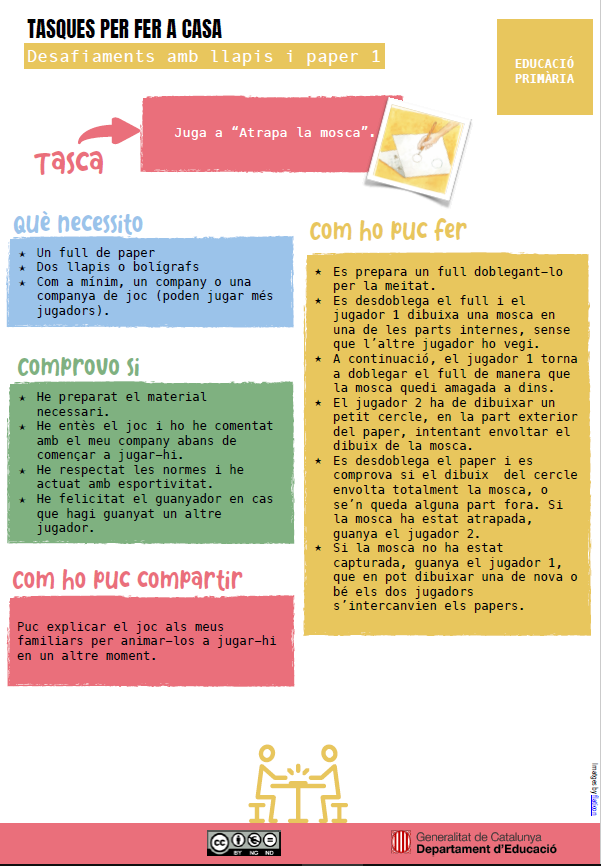 TASQUES PER FER A CASA
Desafiaments amb llapis i paper 1
EDUCACIÓ
PRIMÀRIA
Juga a “Atrapa la mosca”.
Tasca
què necessito
★ Un full de paper
★ Dos llapis o bolígrafs
★ Com a mínim, un company o una
companya de joc (poden jugar més
jugadors).
comprovo si
★ He preparat el material
necessari.
★ He entès el joc i ho he comentat
amb el meu company abans de
començar a jugar-hi.
★ He respectat les normes i he
actuat amb esportivitat.
★ He felicitat el guanyador en cas
que hagi guanyat un altre
jugador.
com ho puc compartir
Puc explicar el joc als meus
familiars per animar-los a jugar-hi
en un altre moment.
com ho puc fer
★ Es prepara un full doblegant-lo
per la meitat.
★ Es desdobla el full i el
jugador 1 dibuixa una mosca en
una de les parts internes, sense
que l’altre jugador ho vegi.
★ A continuació, el jugador 1 torna
a doblegar el full de manera que
la mosca quedi amagada a dins.
★ El jugador 2 ha de dibuixar un
petit cercle, en la part exterior
del paper, intentant envoltar el
dibuix de la mosca.
★ Es desdobla el paper i es
comprova si el dibuix  del cercle
envolta totalment la mosca, o
se’n queda alguna part fora. Si
la mosca ha estat atrapada,
guanya el jugador 2.
★ Si la mosca no ha estat
capturada, guanya el jugador 1,
que en pot dibuixar una de nova o
bé els dos jugadors
s’intercanvien els papers.
Images by
cc
BY NC ND
Generalitat de Catalunya
Departament d’Educació